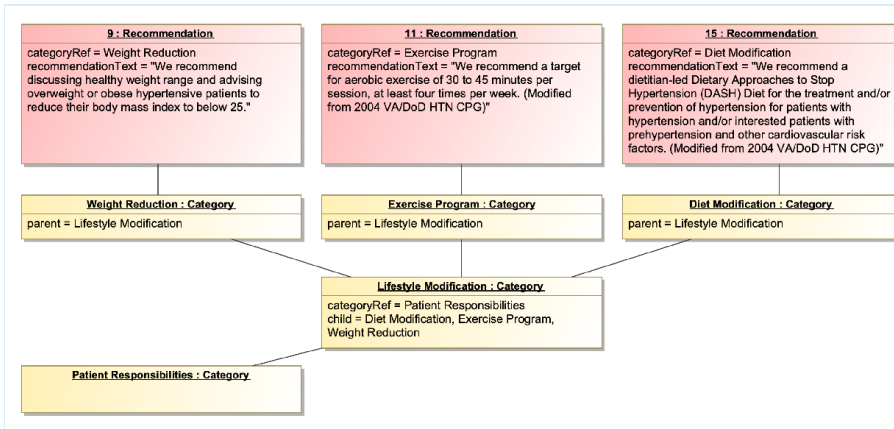 9 : Recommendation
categoryRef = Weight Reduction
recommendationText = "We recommend
discussing healthy weight range and advising
overweight or obese hypertensive patients to
reduce their body mass index to below 25."
11 : Recommendation
categoryRef = Exercise Program
recommendationText = "We recommend a target
for aerobic exercise of 30 to 45 minutes per
session, at least four times per week. (Modified
from 2004 VA/DoD HTN CPG)"
15 : Recommendation
categoryRef = Diet Modification
recommendationText = "We recommend a
dietitian-led Dietary Approaches to Stop
Hypertension (DASH) Diet for the treatment and/or
prevention of hypertension for patients with
hypertension and/or interested patients with
prehypertension and other cardiovascular risk
factors. (Modified from 2004 VA/DoD HTN CPG)"
Weight Reduction : Category
parent = Lifestyle Modification
Exercise Program : Category
parent = Lifestyle Modification
Diet Modification : Category
parent = Lifestyle Modification
Lifestyle Modification : Category
categoryRef = Patient Responsibilities
child = Diet Modification, Exercise Program,
Weight Reduction
Patient Responsibilities : Category